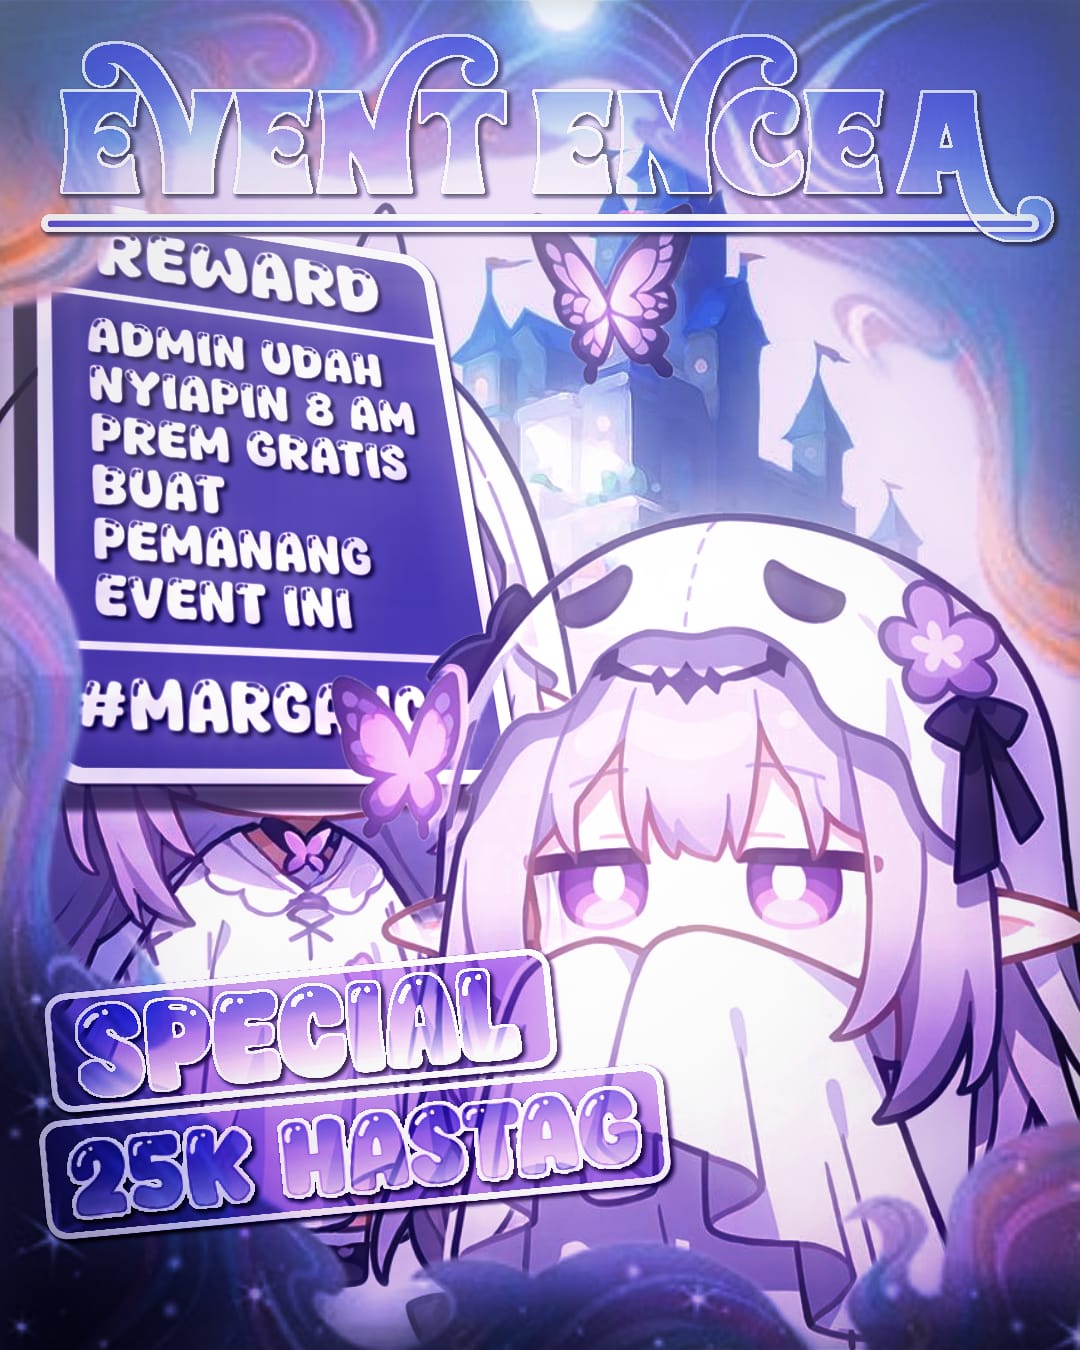 EVENT ENCEA
REWARD
ADMIN UDAH
NYIAPIN 8 AM
PREM GRATIS
BUAT
PEMANANG
EVENT INI
SPECIAL
25K HASTAG